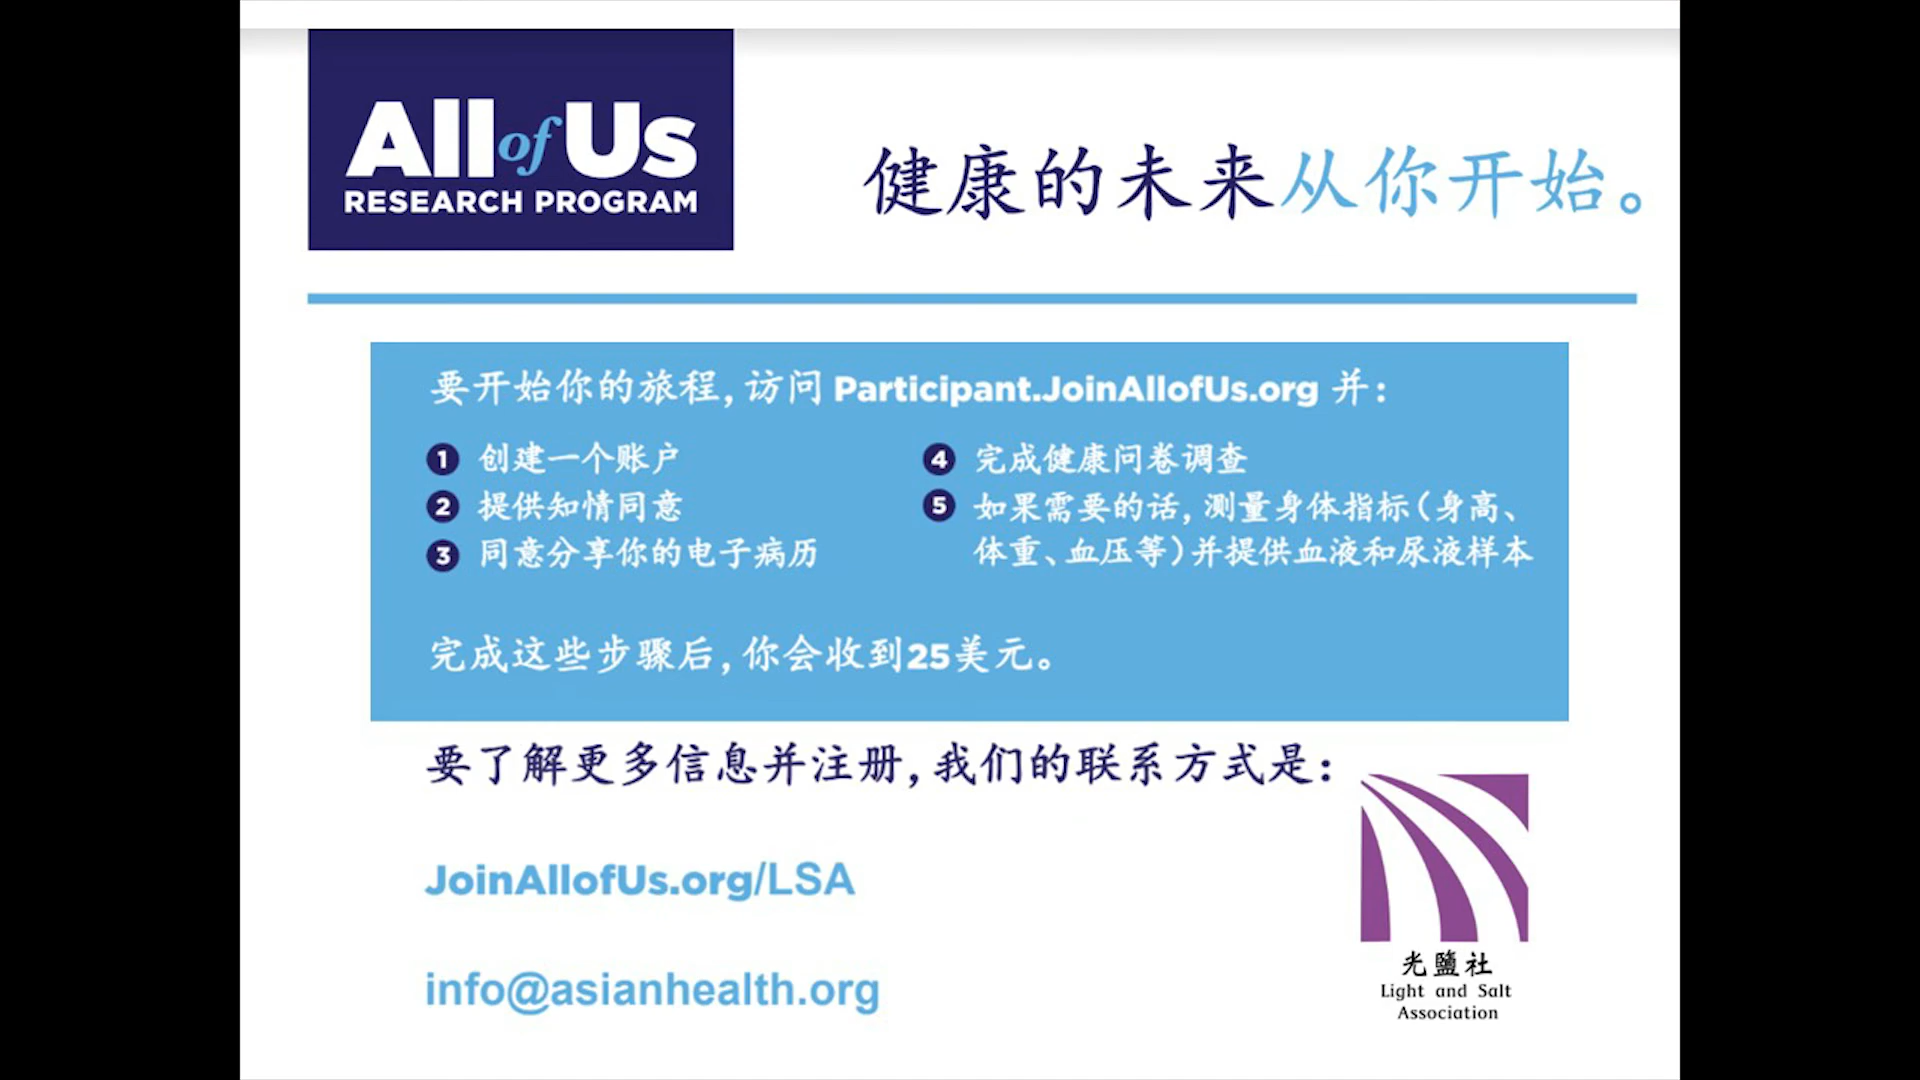 All of Us
RESEARCH PROGRAM
健康的未来从你开始。
要开始你的旅程,访问 Participant.JoinAllofUs.org 并:
1 创建一个账户
2 提供知情同意
3 同意分享你的电子病历
4 完成健康问卷调查
5 如果需要的话,测量身体指标(身高、
体重、血压等)并提供血液和尿液样本
完成这些步骤后,你会收到25美元。
要了解更多信息并注册,我们的联系方式是:
JoinAllofUs.org/LSA
info@asianhealth.org
光鹽社
Light and Salt
Association